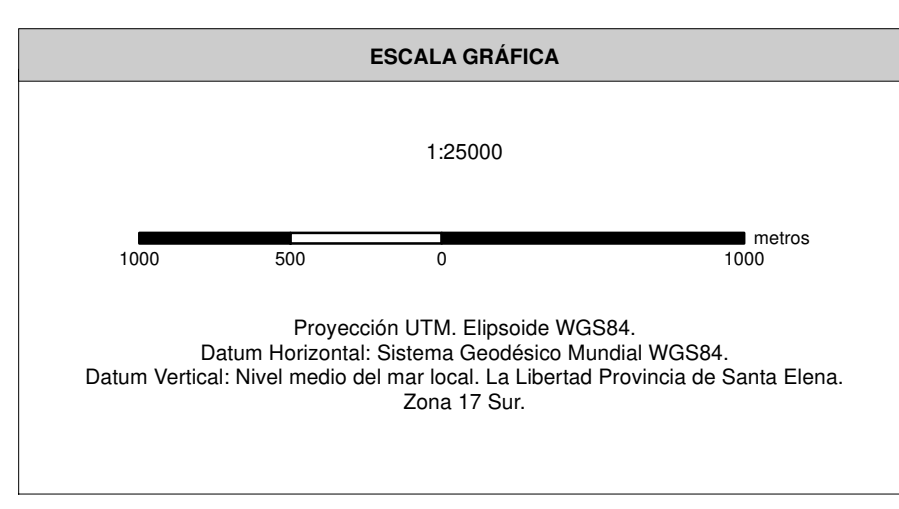 ESCALA GRÁFICA
1:25000
metros
1000 500 0 1000
Proyección UTM. Elipsoide WGS84.
Datum Horizontal: Sistema Geodésico Mundial WGS84.
Datum Vertical: Nivel medio del mar local. La Libertad Provincia de Santa Elena.
Zona 17 Sur.